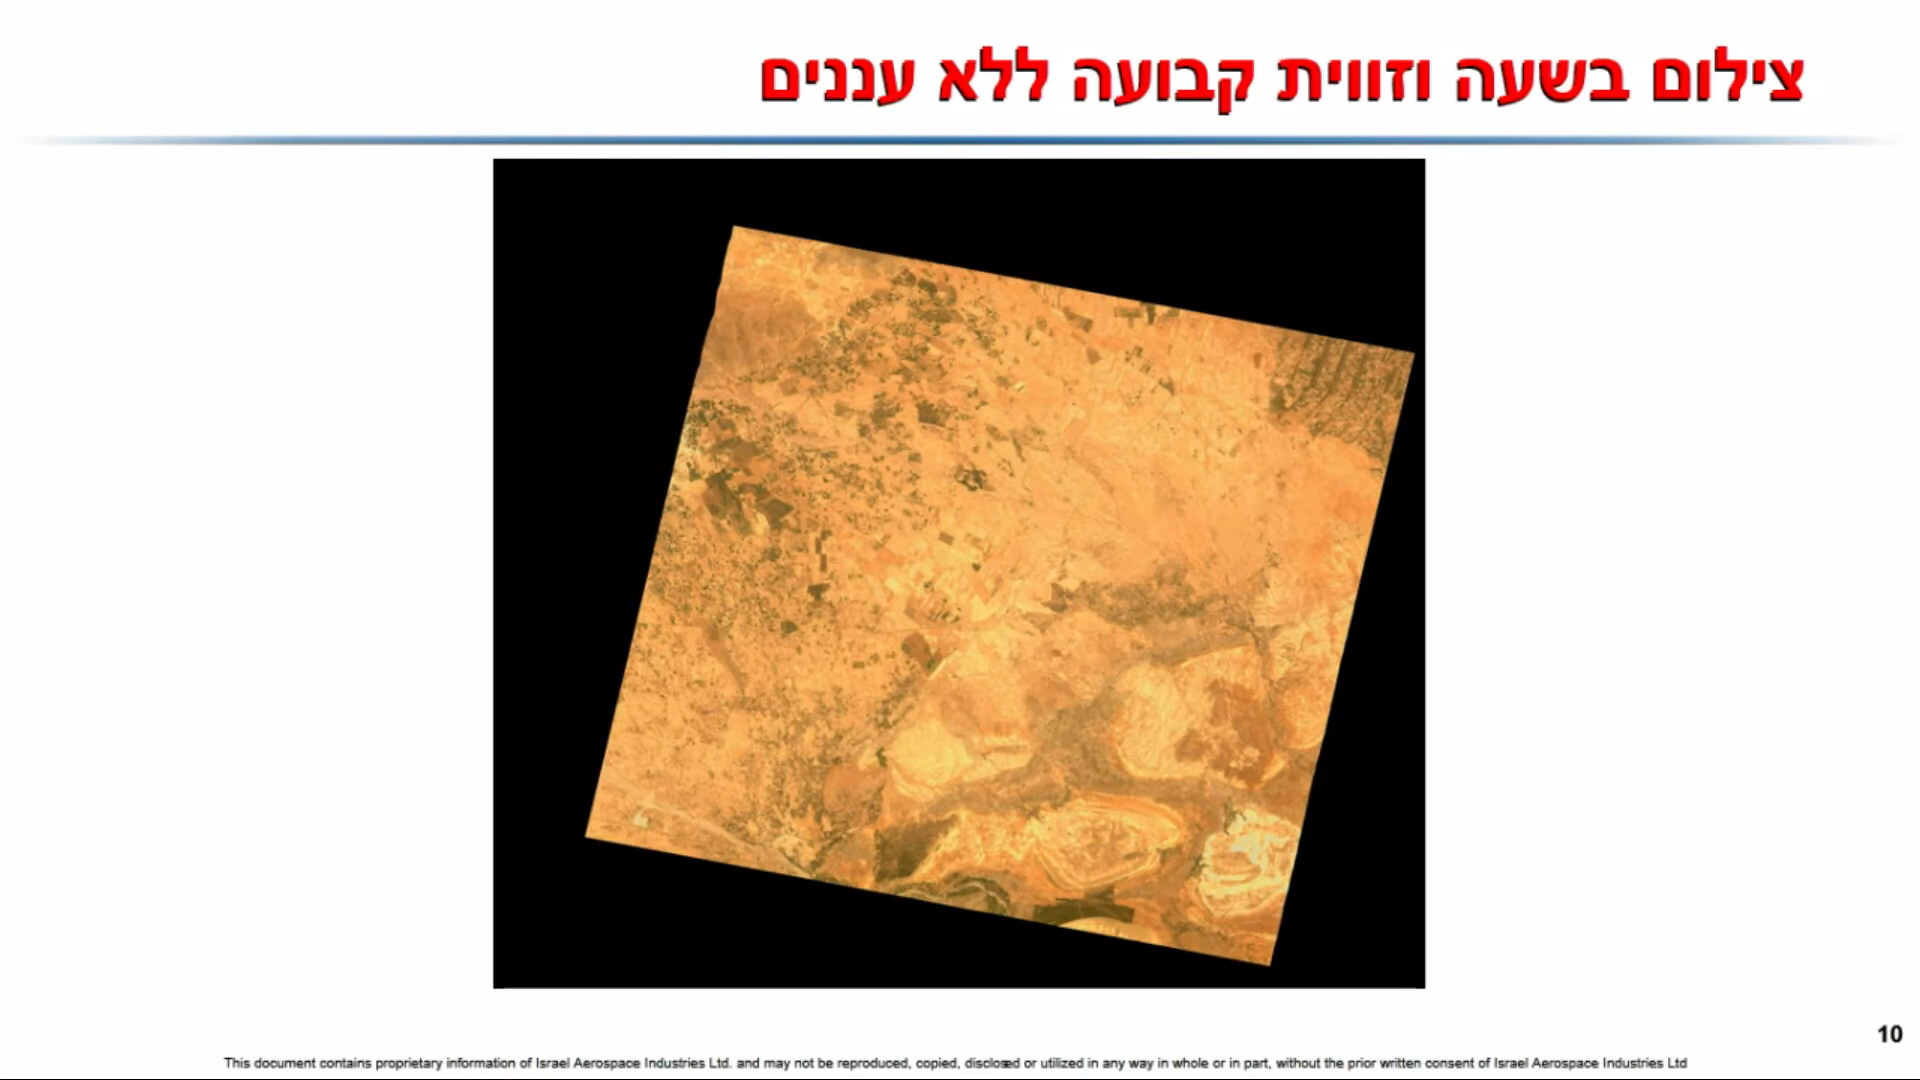 צילום בשעה וזווית קבועה ללא עננים
10
This document contains proprietary information of Israel Aerospace Industries Ltd. and may not be reproduced, copied, disclosed or utilized in any way in whole or in part, without the prior written consent of Israel Aerospace Industries Ltd